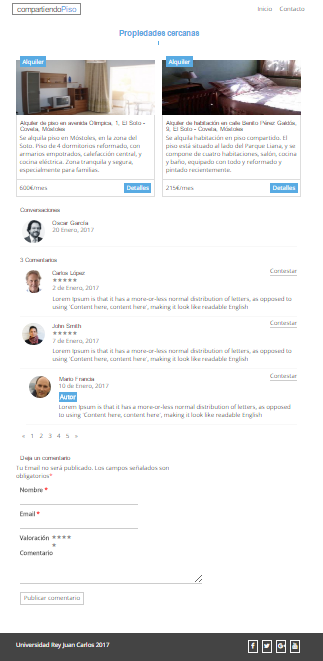 compartiendoPiso
Inicio Contacto
Propiedades cercanas
Alquiler
Alquiler de piso en avenida Olímpica, 1, El Soto -
Coveta, Móstoles
Se alquila piso en Móstoles, en la zona del
Soto. Piso de 4 dormitorios reformado, con
armarios empotrados, calefacción central, y
cocina eléctrica. Zona tranquila y segura,
especialmente para familias.
600€/mes Detalles
Alquiler
Alquiler de habitación en calle Benito Pérez Galdós,
9, El Soto - Coveta, Móstoles
Se alquila habitación en piso compartido. El
piso está situado al lado del Parque Liana, y se
compone de cuatro habitaciones, salón, cocina
y baño, equipado con todo y reformado y
pintado recientemente.
215€/mes Detalles
Conversaciones
Oscar García
20 Enero, 2017
3 Comentarios
Carlos López
Contestar
★★★★★
2 de Enero, 2017
Lorem Ipsum is that it has a more-or-less normal distribution of letters, as opposed to
using 'Content here, content here', making it look like readable English
John Smith
Contestar
★★★★★
7 de Enero, 2017
Lorem Ipsum is that it has a more-or-less normal distribution of letters, as opposed to
using 'Content here, content here', making it look like readable English
Mario Francia
Contestar
10 de Enero, 2017
Autor
Lorem Ipsum is that it has a more-or-less normal distribution of letters, as opposed
to using 'Content here, content here', making it look like readable English
« 1 2 3 4 5 »
Deja un comentario
Tu Email no será publicado. Los campos señalados son
obligatorios*
Nombre *
Email *
Valoración ★★★★
★
Comentario
Publicar comentario
Universidad Rey Juan Carlos 2017